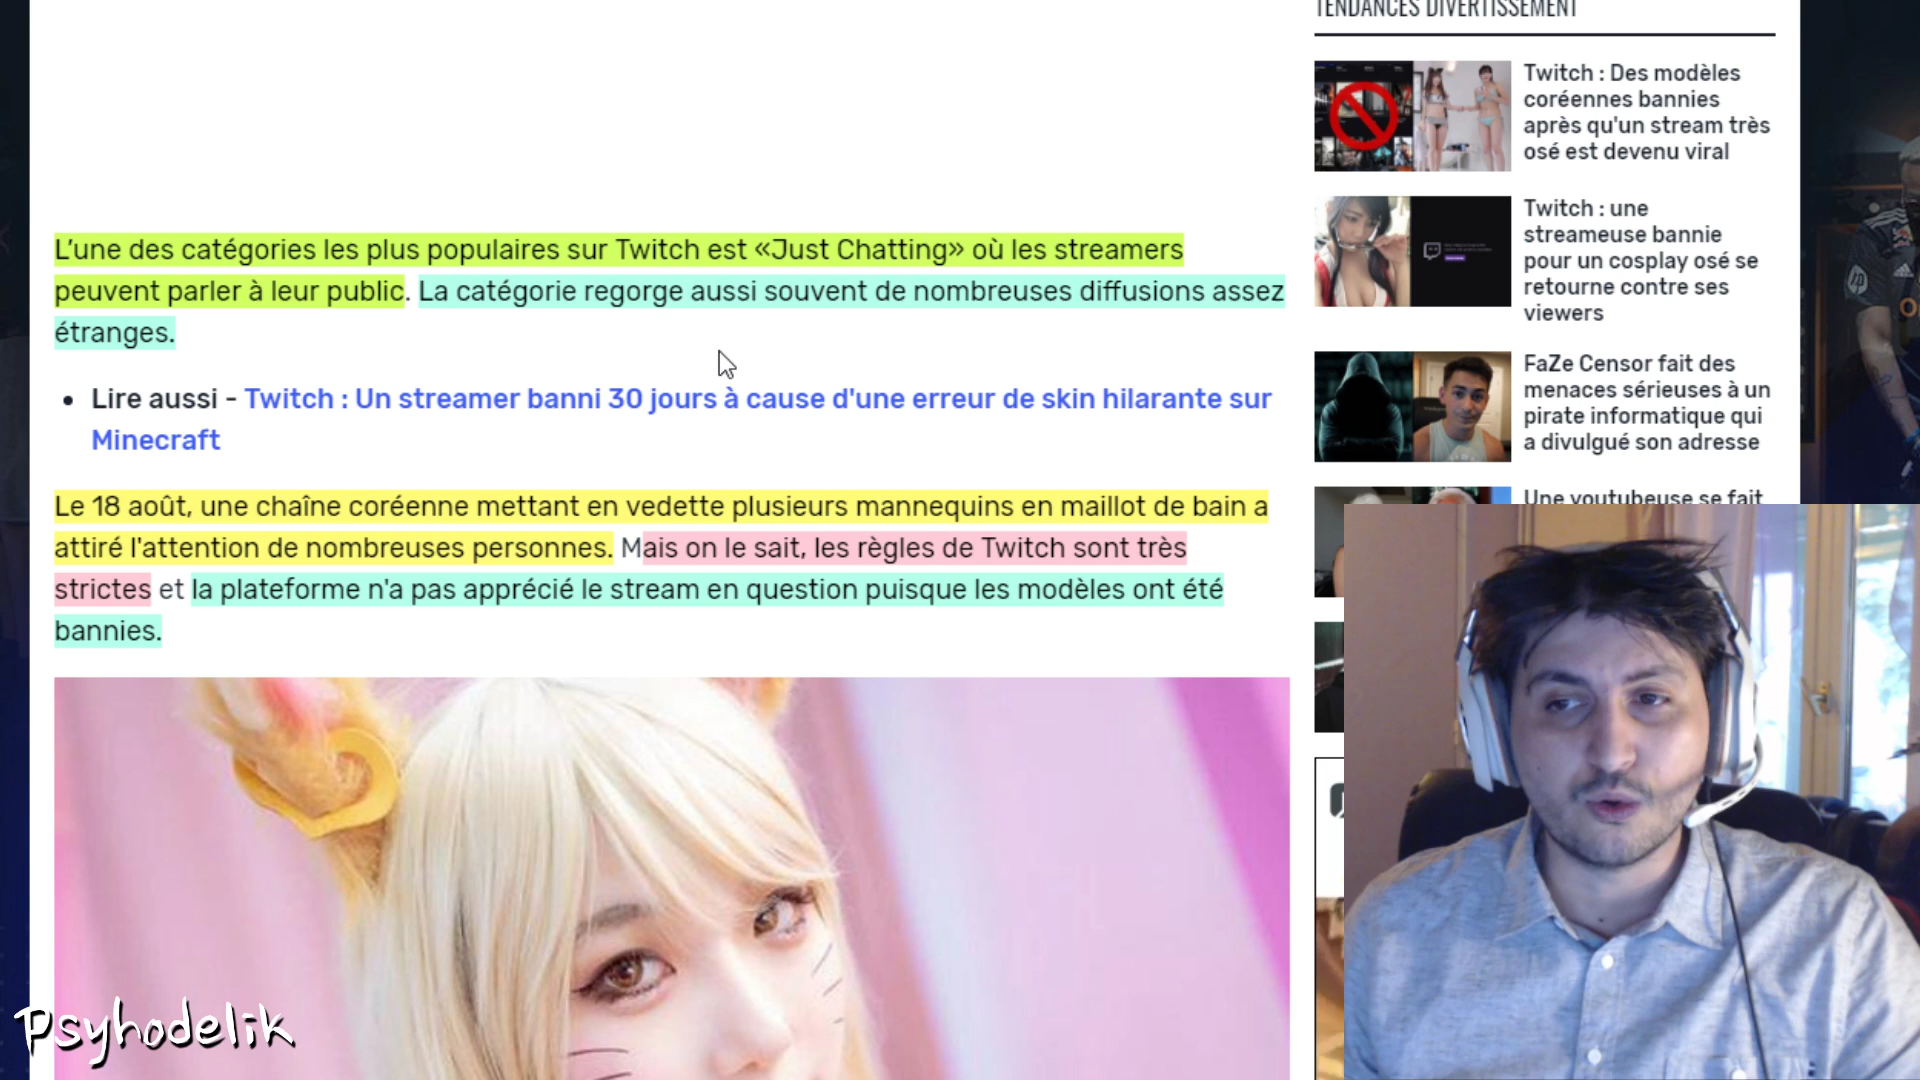 TENDANCES DIVERTISSEMENT
Twitch : Des modèles
coréennes bannies
après qu'un stream très
osé est devenu viral
Twitch : une
streameuse bannie
pour un cosplay osé se
retourne contre ses
viewers
FaZe Censor fait des
menaces sérieuses à un
pirate informatique qui
a divulgué son adresse
Une youtubeuse se fait
L’une des catégories les plus populaires sur Twitch est «Just Chatting» où les streamers
peuvent parler à leur public. La catégorie regorge aussi souvent de nombreuses diffusions assez
étranges.
• Lire aussi - Twitch : Un streamer banni 30 jours à cause d'une erreur de skin hilarante sur
Minecraft
Le 18 août, une chaîne coréenne mettant en vedette plusieurs mannequins en maillot de bain a
attiré l'attention de nombreuses personnes. Mais on le sait, les règles de Twitch sont très
strictes et la plateforme n'a pas apprécié le stream en question puisque les modèles ont été
bannies.
Psyhodelik